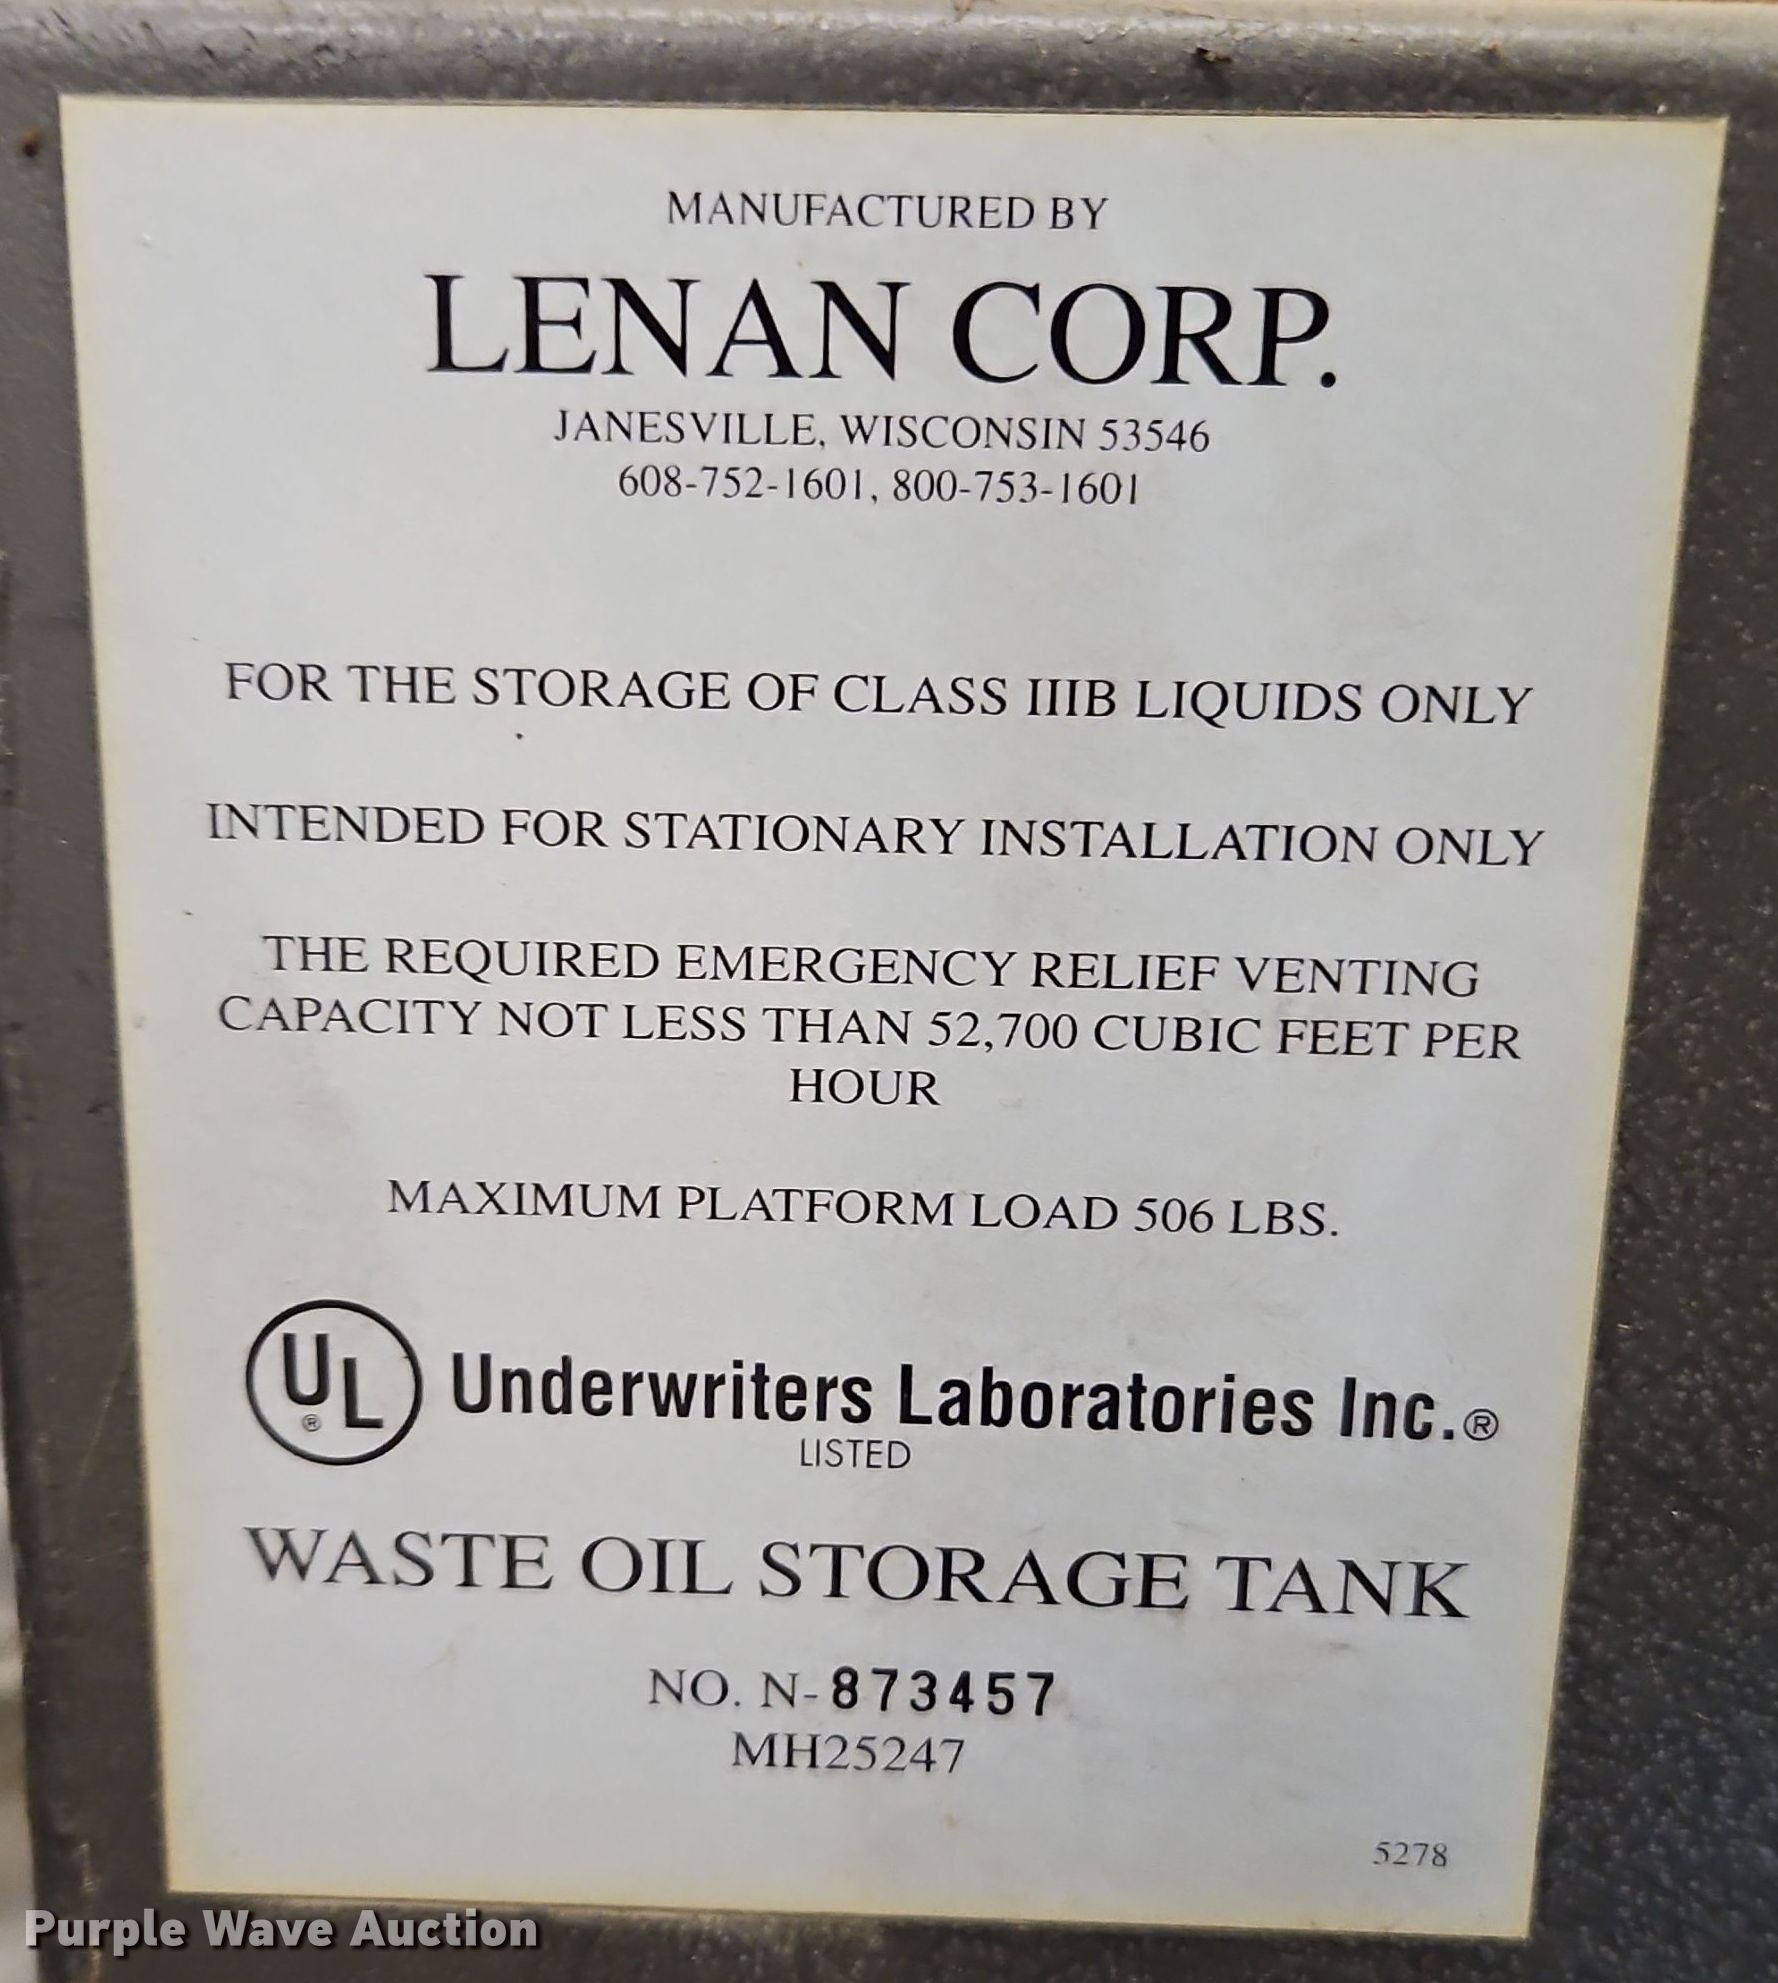 MANUFACTURED BY
LENAN CORP.
JANESVILLE, WISCONSIN 53546
608-752-1601, 800-753-1601
FOR THE STORAGE OF CLASS IIIB LIQUIDS ONLY
INTENDED FOR STATIONARY INSTALLATION ONLY
THE REQUIRED EMERGENCY RELIEF VENTING
CAPACITY NOT LESS THAN 52,700 CUBIC FEET PER
HOUR
MAXIMUM PLATFORM LOAD 506 LBS.
UL® Underwriters Laboratories Inc.®
LISTED
WASTE OIL STORAGE TANK
NO. N-873457
MH25247
5278
Purple Wave Auction